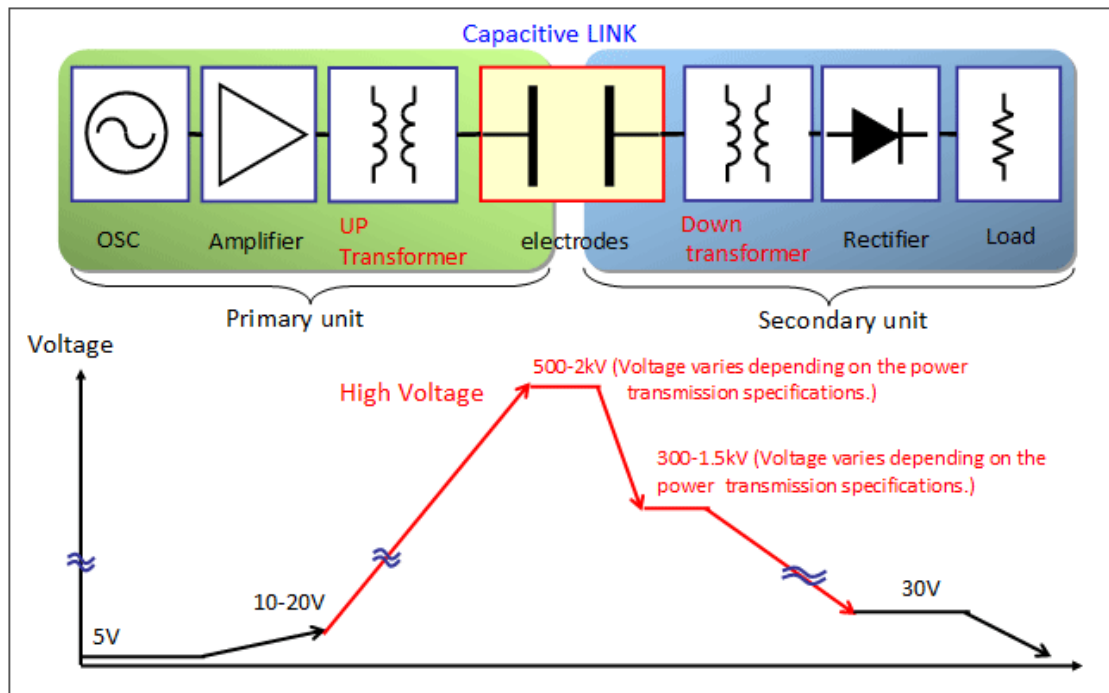 Capacitive LINK
OSC
Amplifier
UP
Transformer
electrodes
Down
transformer
Rectifier
Load
Primary unit
Secondary unit
Voltage
High Voltage
500-2kV (Voltage varies depending on the power
transmission specifications.)
300-1.5kV (Voltage varies depending on the
power transmission specifications.)
10-20V
30V
5V